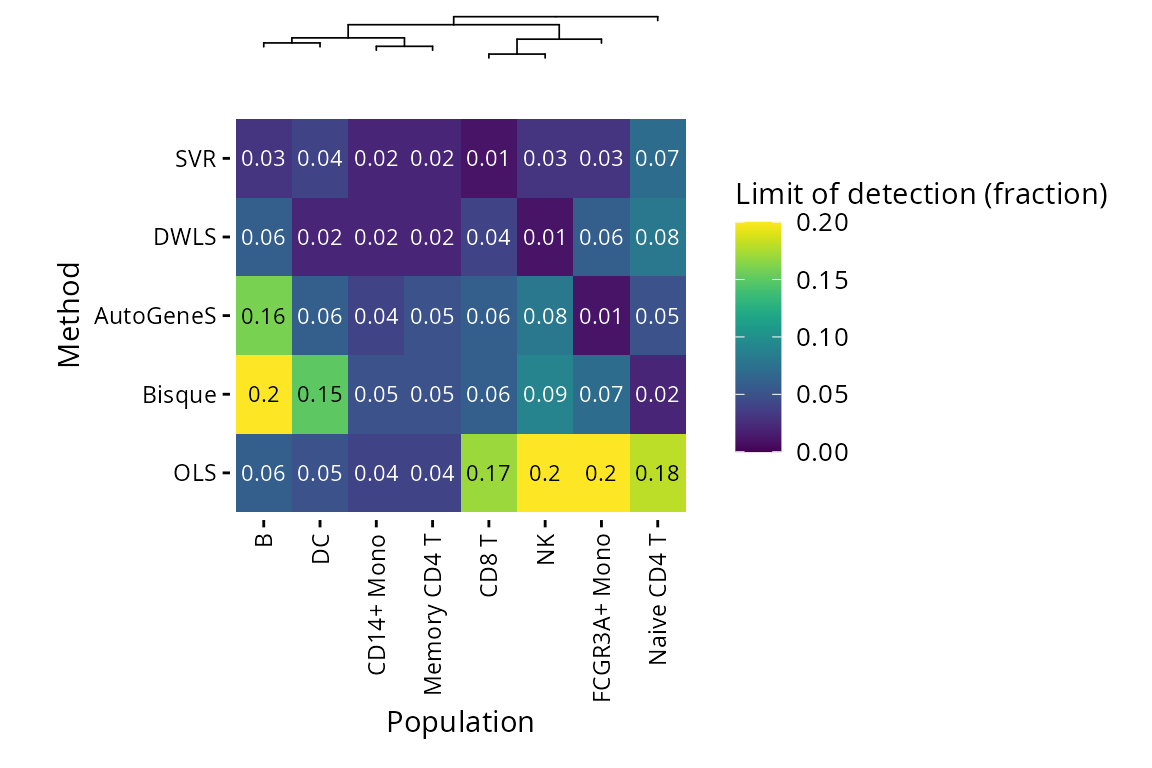 SVR 0.03 0.04 0.02 0.02 0.01 0.03 0.03 0.07
DWLS 0.06 0.02 0.02 0.02 0.04 0.01 0.06 0.08
AutoGeneS 0.16 0.06 0.04 0.05 0.06 0.08 0.01 0.05
Bisque 0.2 0.15 0.05 0.05 0.06 0.09 0.07 0.02
OLS 0.06 0.05 0.04 0.04 0.17 0.2 0.2 0.18
Method
B
DC
CD14+ Mono
Memory CD4 T
CD8 T
NK
FCGR3A+ Mono
Naive CD4 T
Population
Limit of detection (fraction)
0.20
0.15
0.10
0.05
0.00